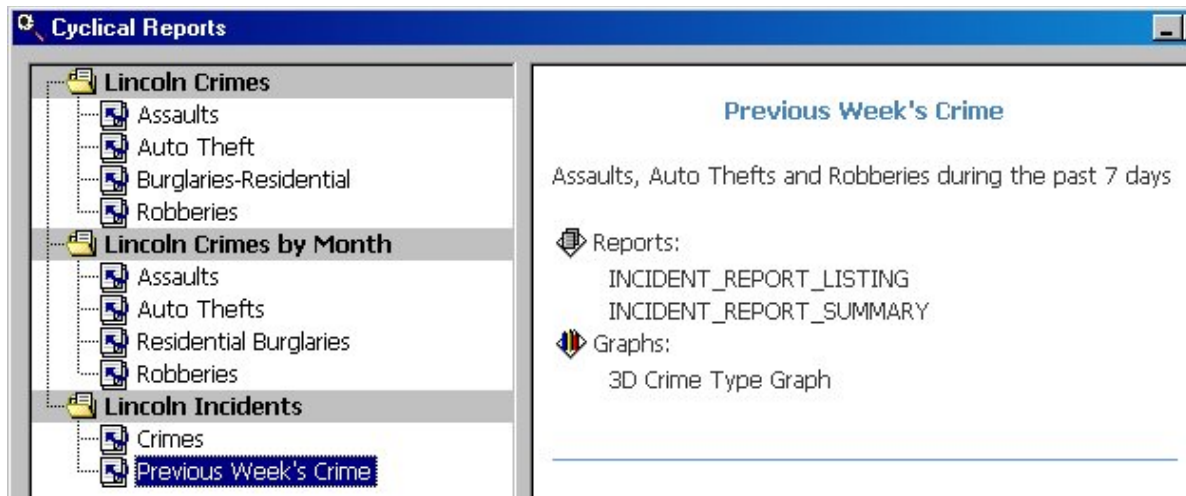 Cyclical Reports
Lincoln Crimes
Assaults
Auto Theft
Burglaries-Residential
Robberies
Lincoln Crimes by Month
Assaults
Auto Thefts
Residential Burglaries
Robberies
Lincoln Incidents
Crimes
Previous Week's Crime
Previous Week's Crime
Assaults, Auto Thefts and Robberies during the past 7 days
Reports:
INCIDENT_REPORT_LISTING
INCIDENT_REPORT_SUMMARY
Graphs:
3D Crime Type Graph